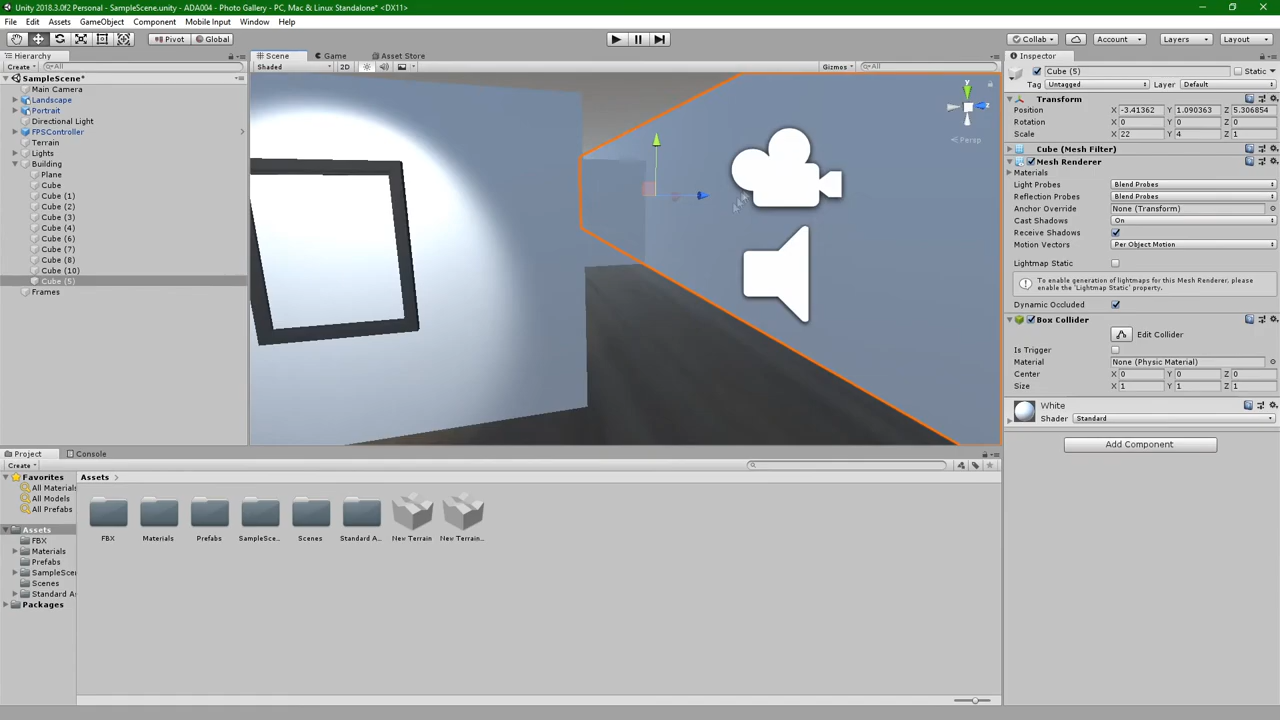 Unity 2018.3.0f2 Personal - SampleScene.unity - ADA004 - Photo Gallery - PC, Mac & Linux Standalone* <DX11>
File Edit Assets GameObject Component Mobile Input Window Help
Pivot Global Collab Account Layers Layout
Hierarchy
Create All
SampleScene*
Main Camera
Landscape
Portrait
Directional Light
FPSController
Terrain
Lights
Building
Plane
Cube
Cube (1)
Cube (2)
Cube (3)
Cube (4)
Cube (6)
Cube (7)
Cube (8)
Cube (10)
Cube (5)
Frames
Scene Game Asset Store
Shaded 2D Gizmos All
y
z
Persp
Inspector
Cube (5) Static
Tag Untagged Layer Default
Transform
Position X -3.41362 Y 1.090363 Z 5.306854
Rotation X 0 Y 0 Z 0
Scale X 22 Y 4 Z 1
Cube (Mesh Filter)
Mesh Renderer
Materials
Light Probes Blend Probes
Reflection Probes Blend Probes
Anchor Override None (Transform)
Cast Shadows On
Receive Shadows
Motion Vectors Per Object Motion
Lightmap Static
To enable generation of lightmaps for this Mesh Renderer, please
enable the 'Lightmap Static' property.
Dynamic Occluded
Box Collider
Edit Collider
Is Trigger
Material None (Physic Material)
Center X 0 Y 0 Z 0
Size X 1 Y 1 Z 1
White
Shader Standard
Add Component
Project Console
Create
Favorites
All Materials
All Models
All Prefabs
Assets
FBX
Materials
Prefabs
SampleScen
Scenes
Standard As
Packages
Assets
FBX Materials Prefabs SampleSce... Scenes Standard A... New Terrain New Terrain...